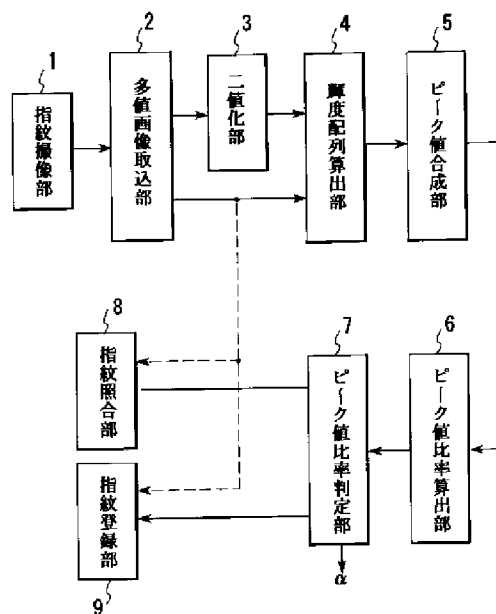 1
指紋撮像部
2
多値画像取込部
3
二値化部
4
輝度配列算出部
5
ピーク値合成部
6
ピーク値比率算出部
7
ピーク値比率判定部
α
8
指紋照合部
9
指紋登録部